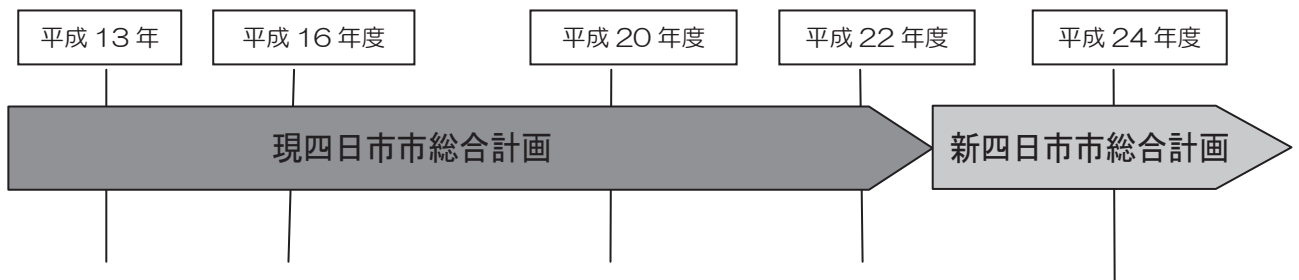 平成 13 年
平成 16 年度
平成 20 年度
平成 22 年度
平成 24 年度
現四日市市総合計画
新四日市市総合計画